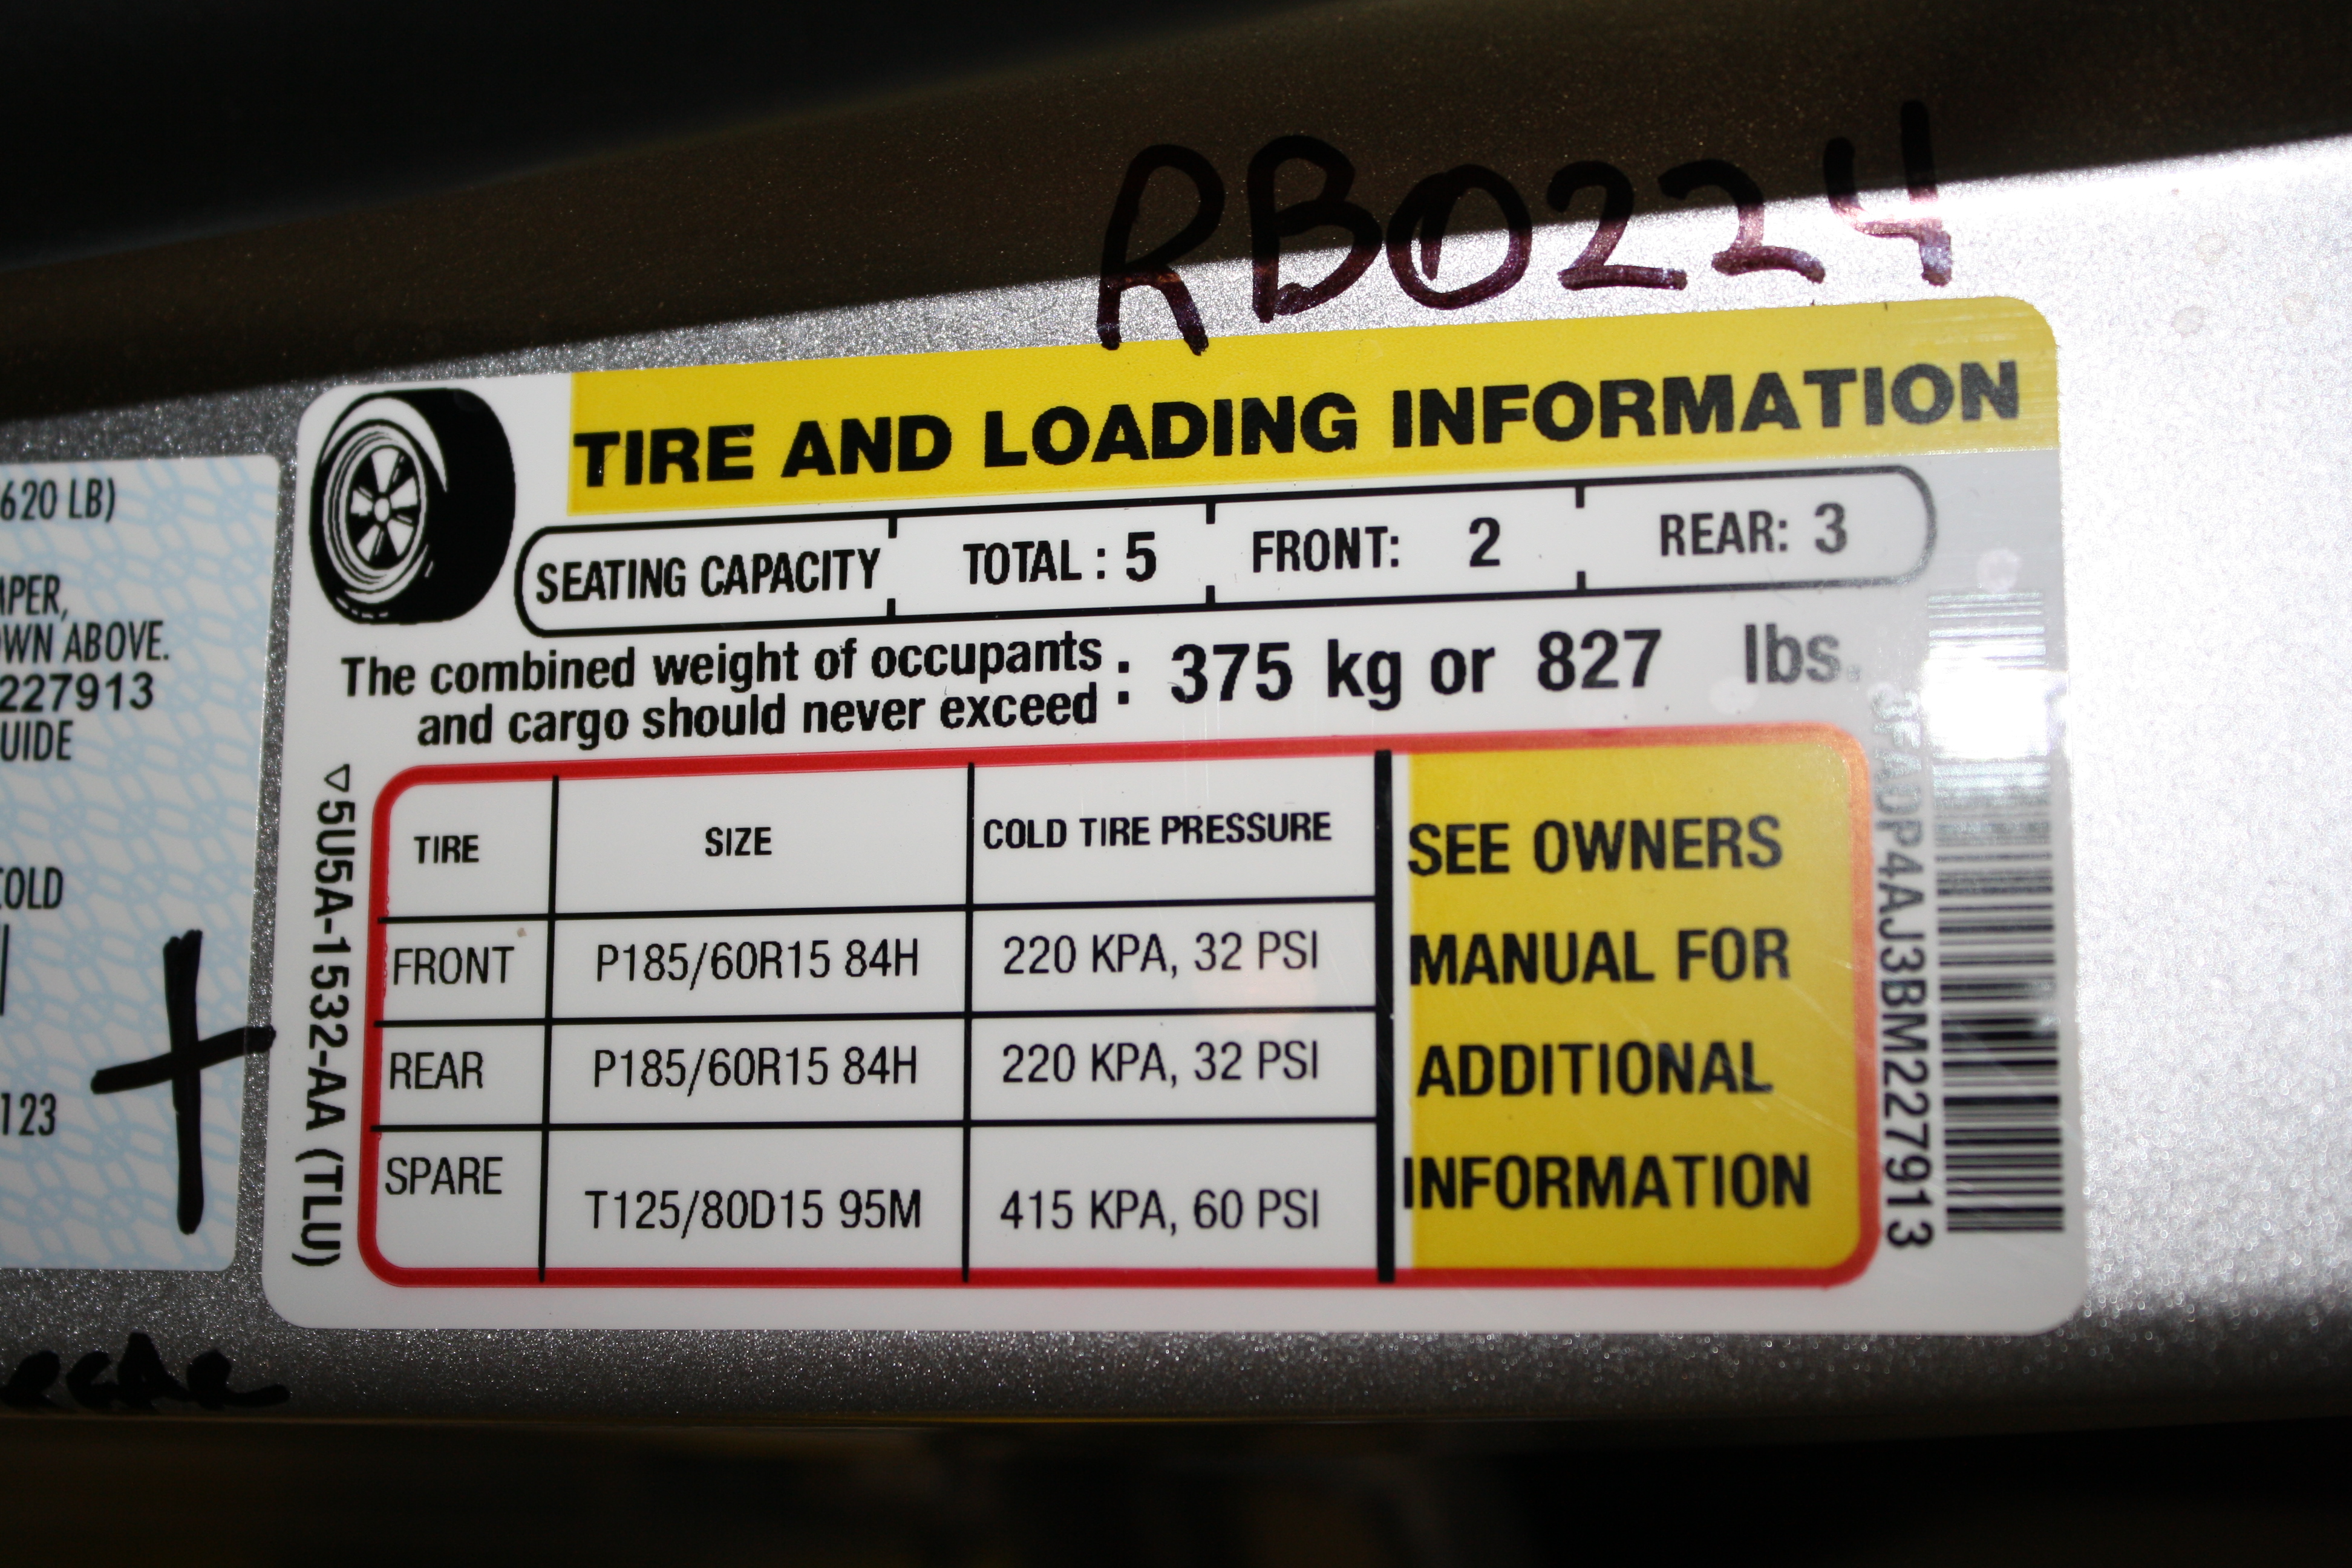 RB0224
TIRE AND LOADING INFORMATION
SEATING CAPACITY TOTAL : 5 FRONT: 2 REAR: 3
The combined weight of occupants
and cargo should never exceed : 375 kg or 827 lbs.
TIRE SIZE COLD TIRE PRESSURE
FRONT P185/60R15 84H 220 KPA, 32 PSI
REAR P185/60R15 84H 220 KPA, 32 PSI
SPARE T125/80D15 95M 415 KPA, 60 PSI
SEE OWNERS
MANUAL FOR
ADDITIONAL
INFORMATION
5U5A-1532-AA (TLU)
3FADP4AJ3BM227913
620 LB)
PER,
WN ABOVE.
227913
UIDE
COLD
123